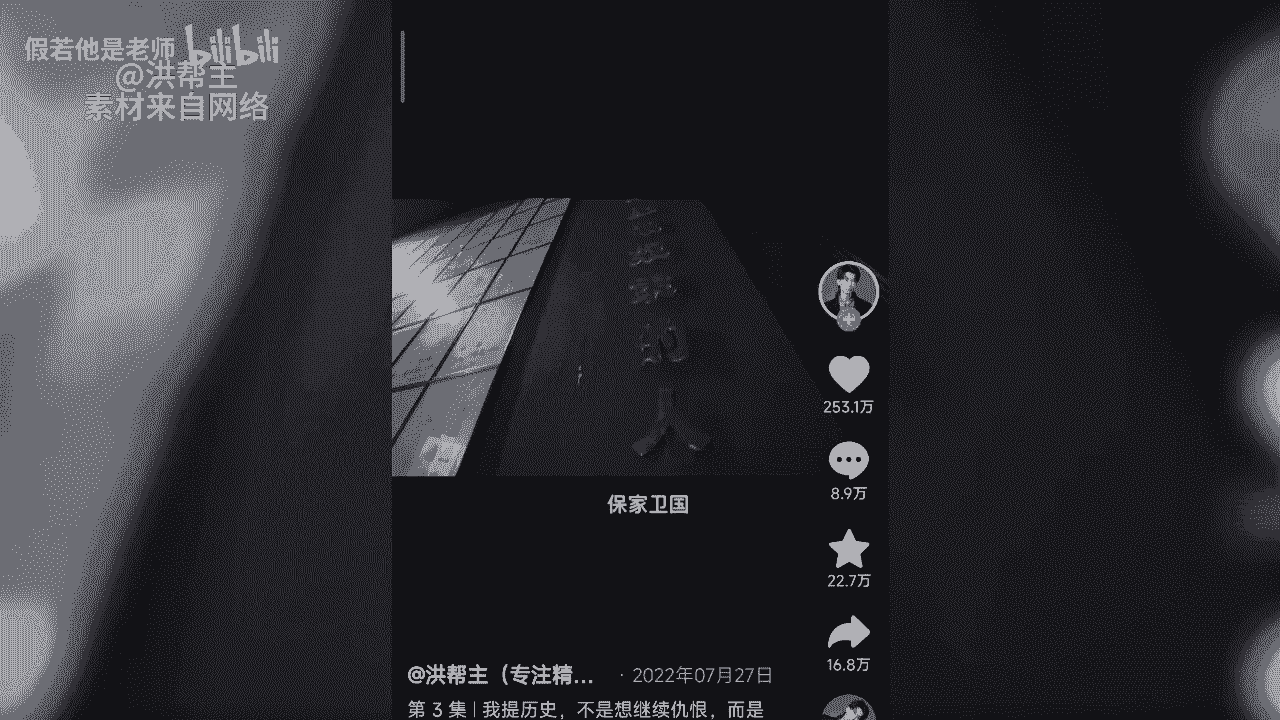 假若他是老师 bilibili
@洪帮主
素材来自网络
的人
253.1万
8.9万
保家卫国
22.7万
16.8万
@洪帮主（专注精... · 2022年07月27日
第 3 集 | 我提历史，不是想继续仇恨，而是